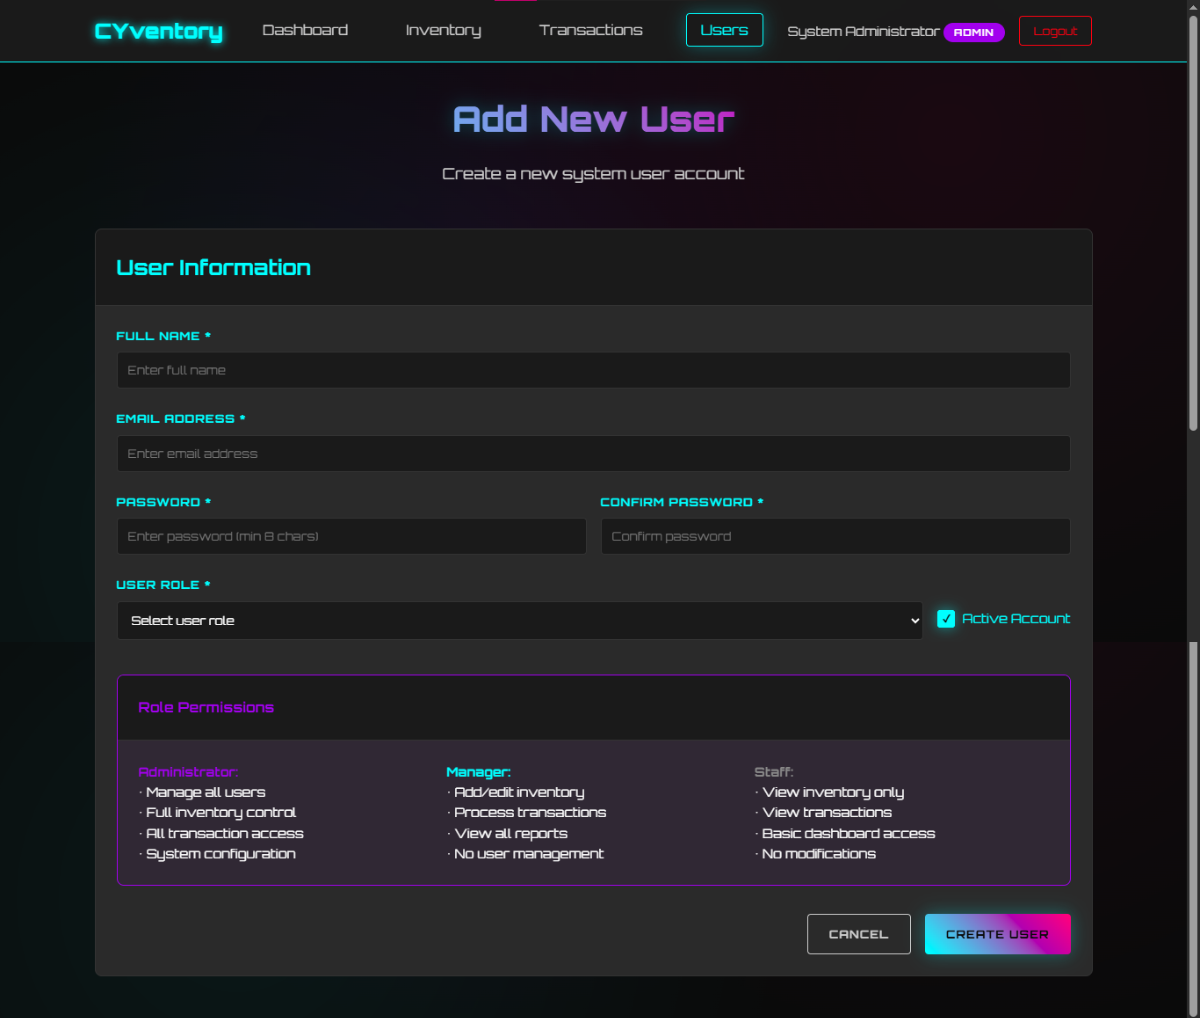 CYventory Dashboard Inventory Transactions Users System Administrator ADMIN Logout
Add New User
Create a new system user account
User Information
FULL NAME *
Enter full name
EMAIL ADDRESS *
Enter email address
PASSWORD * CONFIRM PASSWORD *
Enter password (min 8 chars) Confirm password
USER ROLE *
Select user role Active Account
Role Permissions
Administrator: Manager: Staff:
· Manage all users · Add/edit inventory · View inventory only
· Full inventory control · Process transactions · View transactions
· All transaction access · View all reports · Basic dashboard access
· System configuration · No user management · No modifications
CANCEL CREATE USER